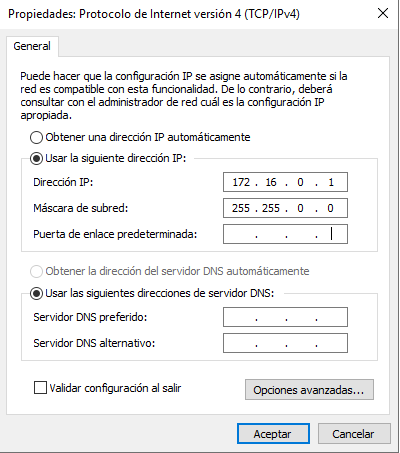 Propiedades: Protocolo de Internet versión 4 (TCP/IPv4)
General
Puede hacer que la configuración IP se asigne automáticamente si la
red es compatible con esta funcionalidad. De lo contrario, deberá
consultar con el administrador de red cuál es la configuración IP
apropiada.
Obtener una dirección IP automáticamente
Usar la siguiente dirección IP:
Dirección IP: 172 . 16 . 0 . 1
Máscara de subred: 255 . 255 . 0 . 0
Puerta de enlace predeterminada: . . .
Obtener la dirección del servidor DNS automáticamente
Usar las siguientes direcciones de servidor DNS:
Servidor DNS preferido: . . .
Servidor DNS alternativo: . . .
Validar configuración al salir
Opciones avanzadas...
Aceptar Cancelar